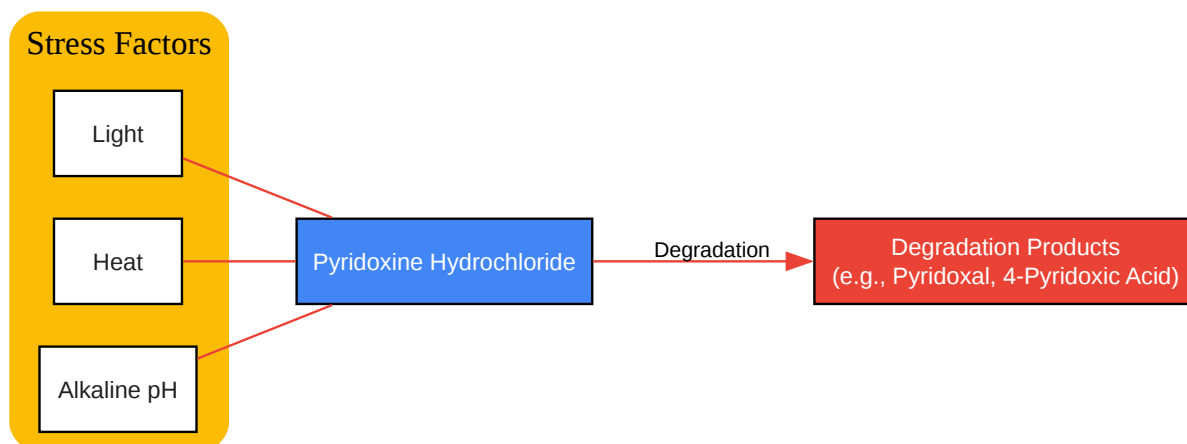 Stress Factors
Light
Heat
Alkaline pH
Pyridoxine Hydrochloride
Degradation
Degradation Products
(e.g., Pyridoxal, 4-Pyridoxic Acid)